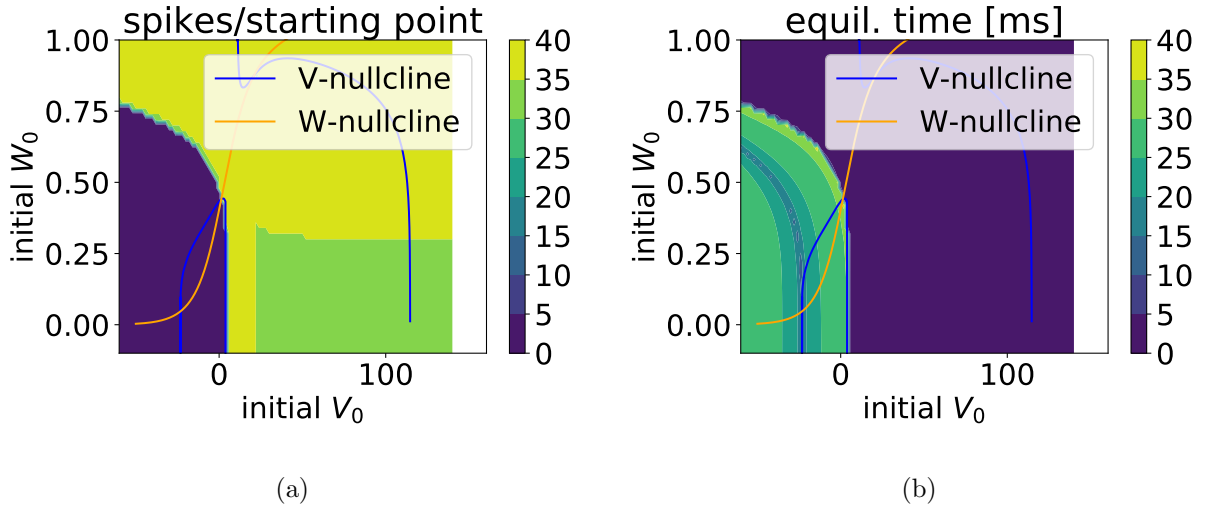 spikes/starting point
1.00
0.75
0.50
0.25
0.00
initial W₀
0
100
initial V₀
V-nullcline
W-nullcline
40
35
30
25
20
15
10
5
0
(a)
equil. time [ms]
1.00
0.75
0.50
0.25
0.00
initial W₀
0
100
initial V₀
V-nullcline
W-nullcline
40
35
30
25
20
15
10
5
0
(b)